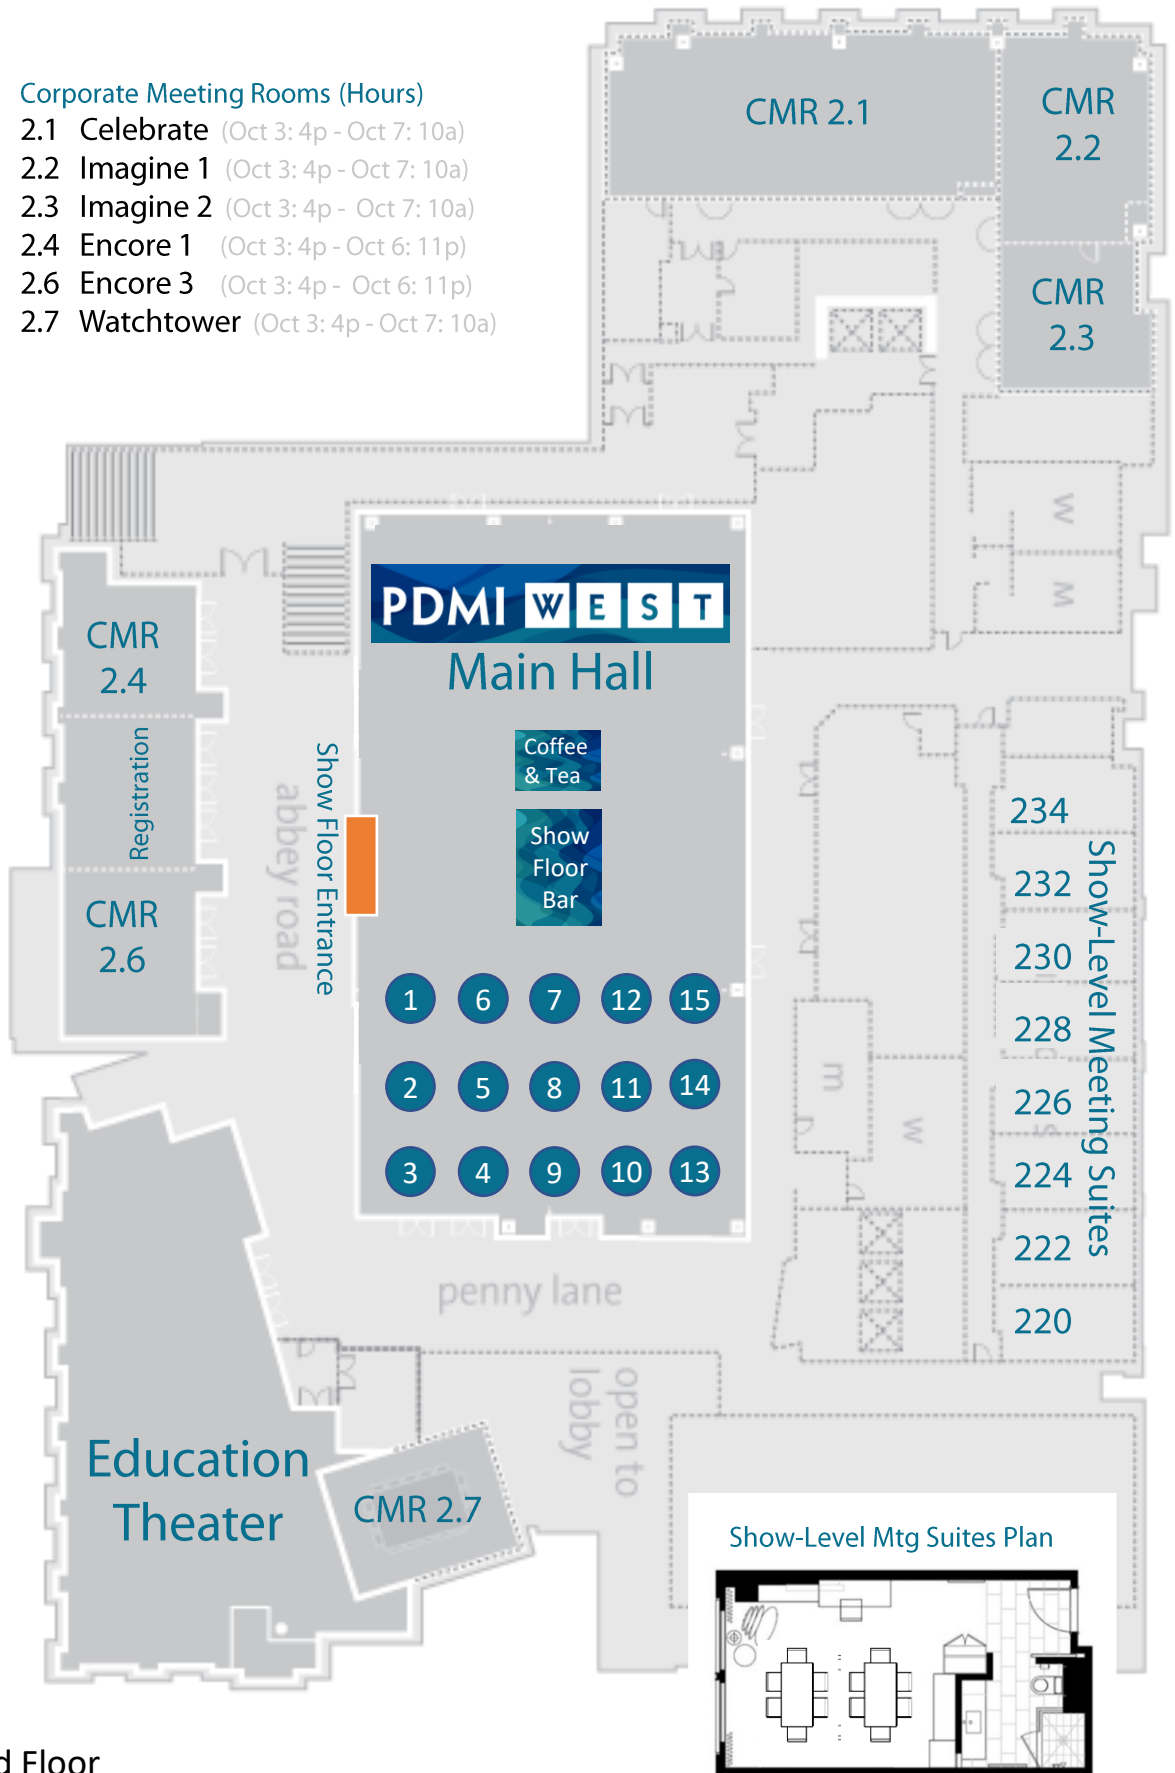 Corporate Meeting Rooms (Hours)
2.1 Celebrate (Oct 3: 4p - Oct 7: 10a)
2.2 Imagine 1 (Oct 3: 4p - Oct 7: 10a)
2.3 Imagine 2 (Oct 3: 4p - Oct 7: 10a)
2.4 Encore 1 (Oct 3: 4p - Oct 6: 11p)
2.6 Encore 3 (Oct 3: 4p - Oct 6: 11p)
2.7 Watchtower (Oct 3: 4p - Oct 7: 10a)
CMR 2.1
CMR
2.2
CMR
2.3
w
m
PDMI WEST
Main Hall
Coffee
& Tea
Show
Floor
Bar
CMR
2.4
Registration
CMR
2.6
abbey road
Show Floor Entrance
1 6 7 12 15
2 5 8 11 14
3 4 9 10 13
m
w
234
232
230
228
226
224
222
220
Show-Level Meeting Suites
penny lane
open to
lobby
Education
Theater
CMR 2.7
Show-Level Mtg Suites Plan
d Floor